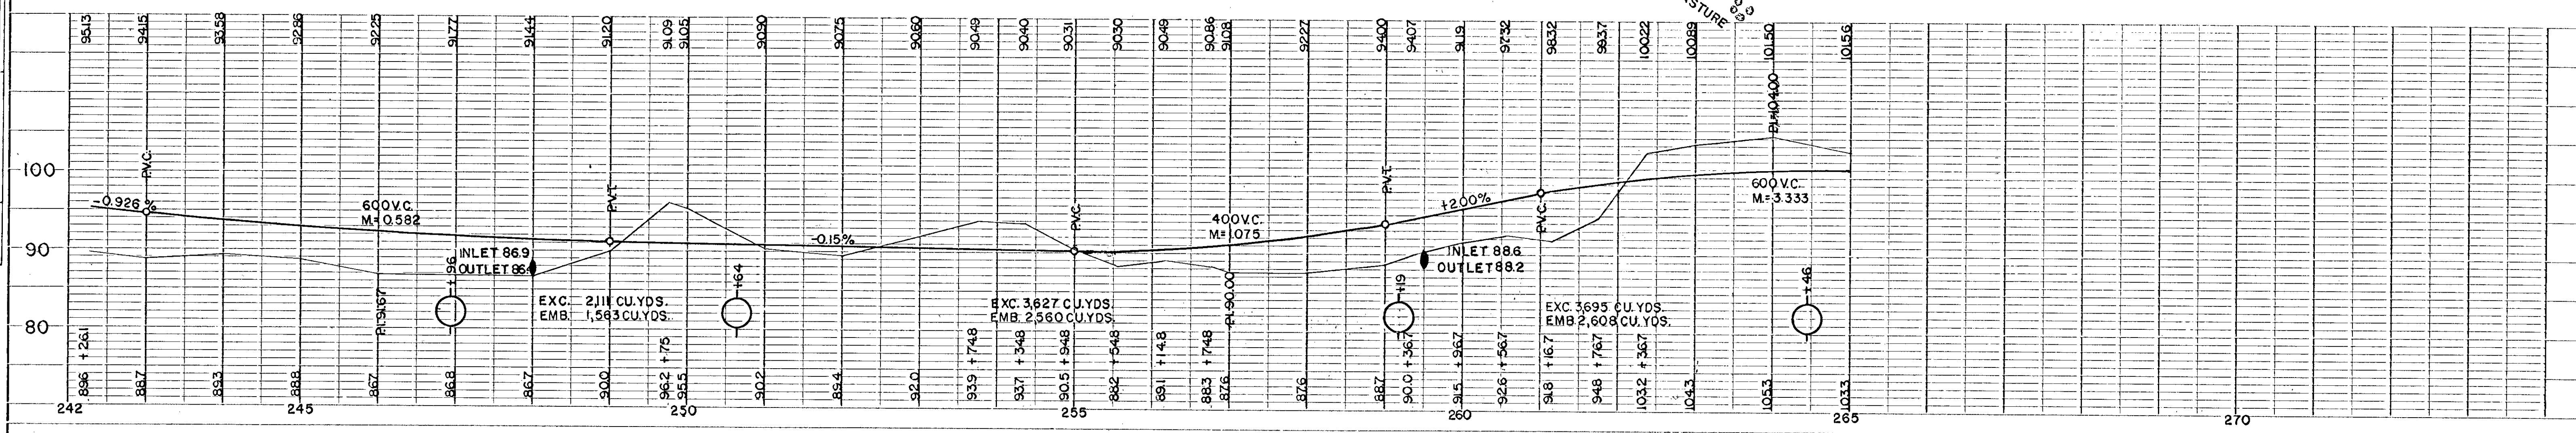 STURE
95.13 94.15 93.58 92.86 92.25 91.77 91.44 91.20 91.09 91.05 90.90 90.75 90.60 90.49 90.40 90.31 90.30 90.49 90.86 91.08 92.27 94.00 94.07 97.32 98.32 99.37 100.22 100.89 101.50 101.56
P.I.=104.00
P.V.C.
P.V.T.
P.V.C.
P.V.T.
P.V.C.
100
-0.926 %
600 V.C.
M.= 0.582
-0.15%
400 V.C.
M.= 1.075
+2.00%
600 V.C.
M.= 3.333
90
INLET 86.9
OUTLET 86.4
INLET 88.6
OUTLET 88.2
P.I. 91.67
+96
+64
P.I. 90.00
+19
+46
EXC. 2,111 CU.YDS.
EMB. 1,563 CU.YDS.
EXC. 3,627 CU.YDS.
EMB. 2,560 CU.YDS.
EXC. 3,695 CU.YDS.
EMB. 2,608 CU.YDS.
80
89.6 +26.1 88.7 89.3 88.8 86.7 86.8 86.7 90.0 96.2 +75 95.5 90.2 89.4 92.0 93.9 +74.8 93.7 +34.8 90.5 +94.8 88.2 +54.8 89.1 +14.8 88.3 +74.8 87.6 87.6 88.7 90.0 +36.7 91.5 +96.7 92.6 +56.7 91.8 +16.7 94.8 +76.7 103.2 +36.7 104.3 105.3 103.3
242 245 250 255 260 265 270